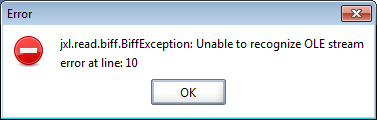 Error
jxl.read.biff.BiffException: Unable to recognize OLE stream
error at line: 10
OK